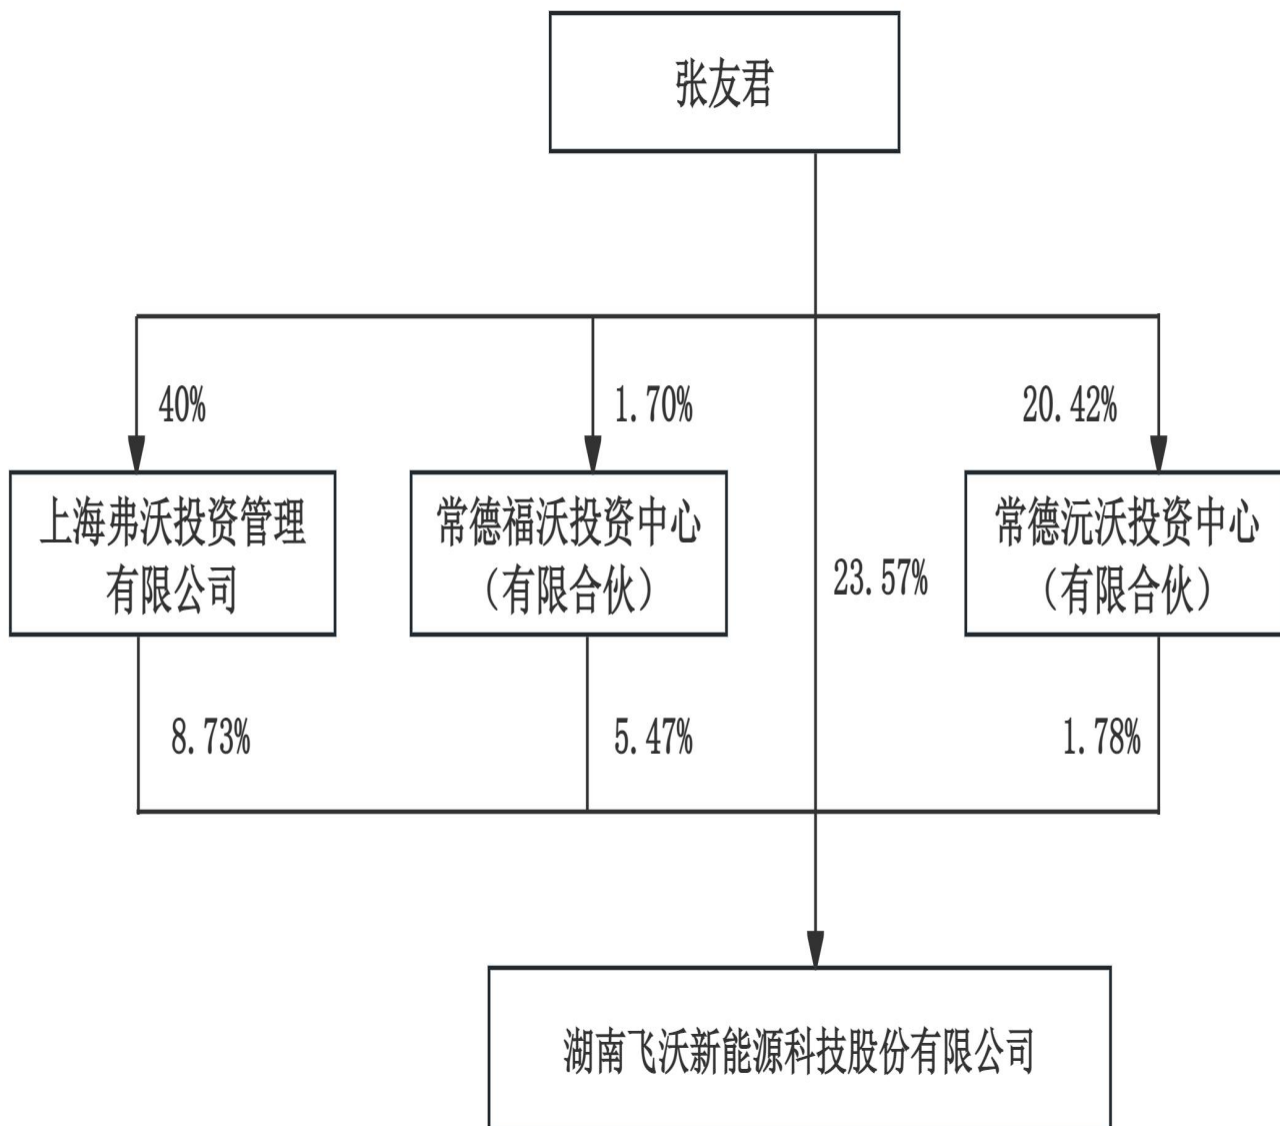 张友君
40%
1.70%
20.42%
上海弗沃投资管理
有限公司
常德福沃投资中心
（有限合伙）
23.57%
常德沅沃投资中心
（有限合伙）
8.73%
5.47%
1.78%
湖南飞沃新能源科技股份有限公司